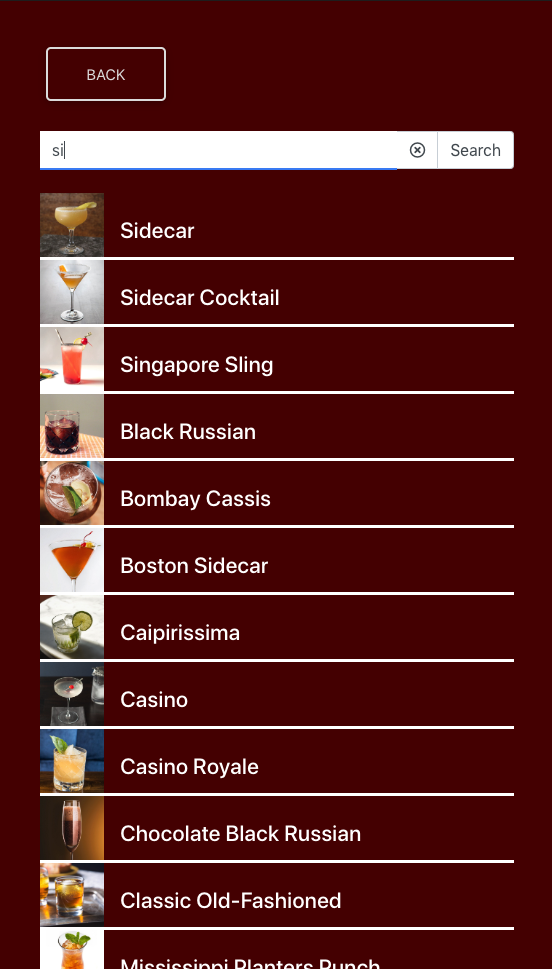 BACK
si
Search
Sidecar
Sidecar Cocktail
Singapore Sling
Black Russian
Bombay Cassis
Boston Sidecar
Caipirissima
Casino
Casino Royale
Chocolate Black Russian
Classic Old-Fashioned
Mississippi Planters Punch